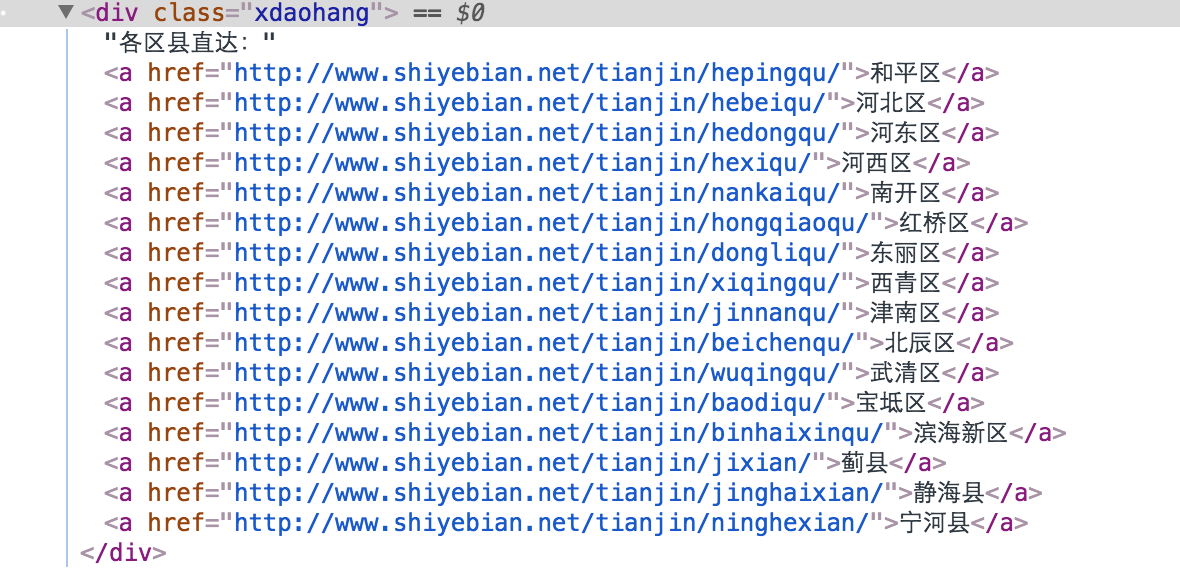 ▼<div class="xdaohang"> == $0
"各区县直达："
<a href="http://www.shiyebian.net/tianjin/hepingqu/">和平区</a>
<a href="http://www.shiyebian.net/tianjin/hebeiqu/">河北区</a>
<a href="http://www.shiyebian.net/tianjin/hedongqu/">河东区</a>
<a href="http://www.shiyebian.net/tianjin/hexiqu/">河西区</a>
<a href="http://www.shiyebian.net/tianjin/nankaiqu/">南开区</a>
<a href="http://www.shiyebian.net/tianjin/hongqiaoqu/">红桥区</a>
<a href="http://www.shiyebian.net/tianjin/dongliqu/">东丽区</a>
<a href="http://www.shiyebian.net/tianjin/xiqingqu/">西青区</a>
<a href="http://www.shiyebian.net/tianjin/jinnanqu/">津南区</a>
<a href="http://www.shiyebian.net/tianjin/beichenqu/">北辰区</a>
<a href="http://www.shiyebian.net/tianjin/wuqingqu/">武清区</a>
<a href="http://www.shiyebian.net/tianjin/baodiqu/">宝坻区</a>
<a href="http://www.shiyebian.net/tianjin/binhaixinqu/">滨海新区</a>
<a href="http://www.shiyebian.net/tianjin/jixian/">蓟县</a>
<a href="http://www.shiyebian.net/tianjin/jinghaixian/">静海县</a>
<a href="http://www.shiyebian.net/tianjin/ninghexian/">宁河县</a>
</div>